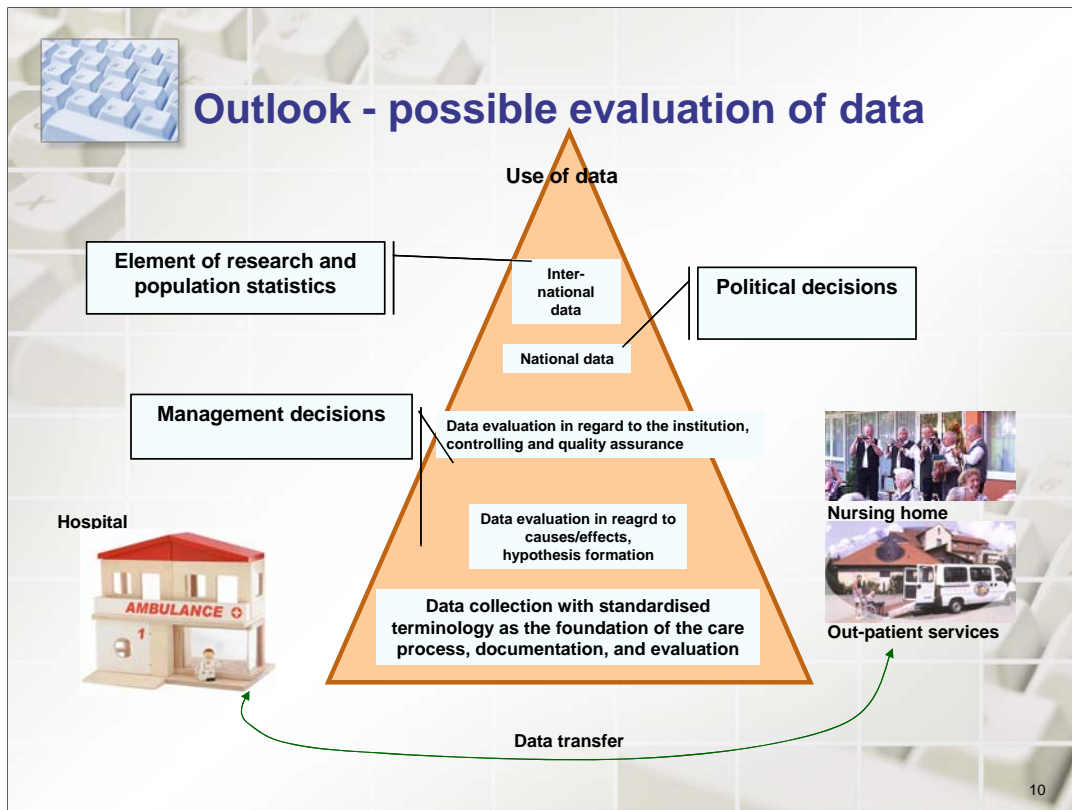 Outlook - possible evaluation of data
Use of data
Element of research and
population statistics
Inter-
national
data
Political decisions
National data
Management decisions
Data evaluation in regard to the institution,
controlling and quality assurance
Hospital
AMBULANCE
1
Data evaluation in reagrd to
causes/effects,
hypothesis formation
Nursing home
Data collection with standardised
terminology as the foundation of the care
process, documentation, and evaluation
Out-patient services
Data transfer
10